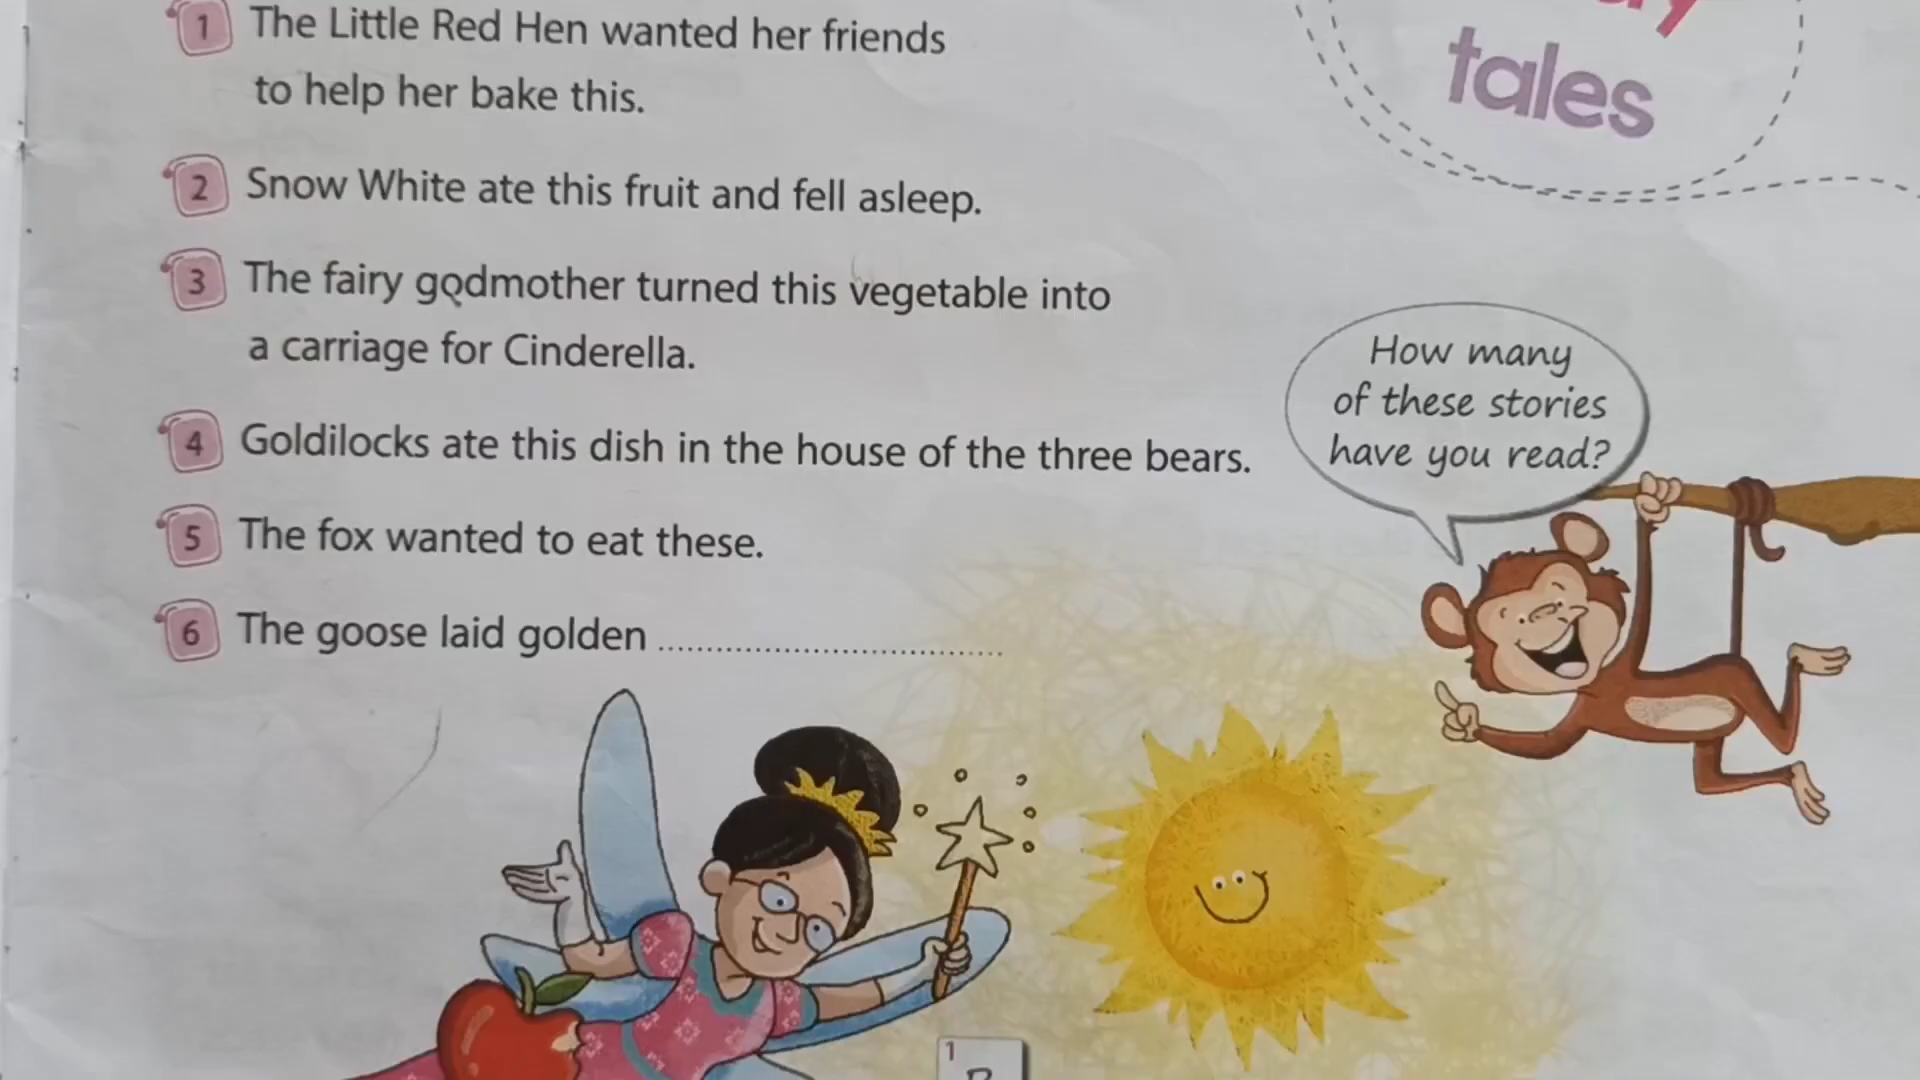 tales
1 The Little Red Hen wanted her friends
to help her bake this.
2 Snow White ate this fruit and fell asleep.
3 The fairy godmother turned this vegetable into
a carriage for Cinderella.
4 Goldilocks ate this dish in the house of the three bears.
5 The fox wanted to eat these.
6 The goose laid golden ...................................
How many
of these stories
have you read?
1